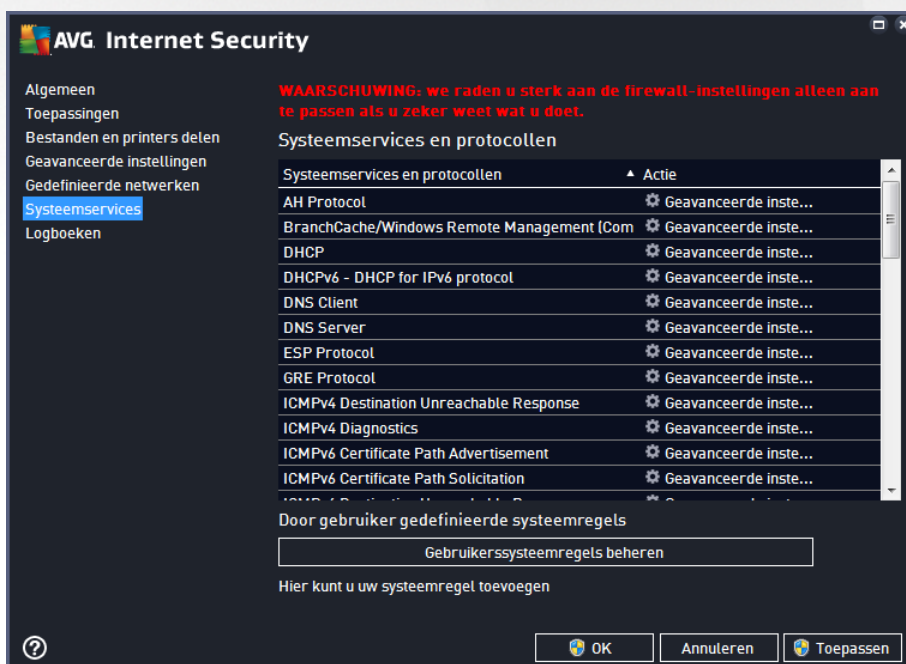 AVG Internet Security
Algemeen
Toepassingen
Bestanden en printers delen
Geavanceerde instellingen
Gedefinieerde netwerken
Systeemservices
Logboeken
WAARSCHUWING: we raden u sterk aan de firewall-instellingen alleen aan
te passen als u zeker weet wat u doet.
Systeemservices en protocollen
Systeemservices en protocollen Actie
AH Protocol Geavanceerde inste...
BranchCache/Windows Remote Management (Com Geavanceerde inste...
DHCP Geavanceerde inste...
DHCPv6 - DHCP for IPv6 protocol Geavanceerde inste...
DNS Client Geavanceerde inste...
DNS Server Geavanceerde inste...
ESP Protocol Geavanceerde inste...
GRE Protocol Geavanceerde inste...
ICMPv4 Destination Unreachable Response Geavanceerde inste...
ICMPv4 Diagnostics Geavanceerde inste...
ICMPv6 Certificate Path Advertisement Geavanceerde inste...
ICMPv6 Certificate Path Solicitation Geavanceerde inste...
Door gebruiker gedefinieerde systeemregels
Gebruikerssysteemregels beheren
Hier kunt u uw systeemregel toevoegen
OK Annuleren Toepassen